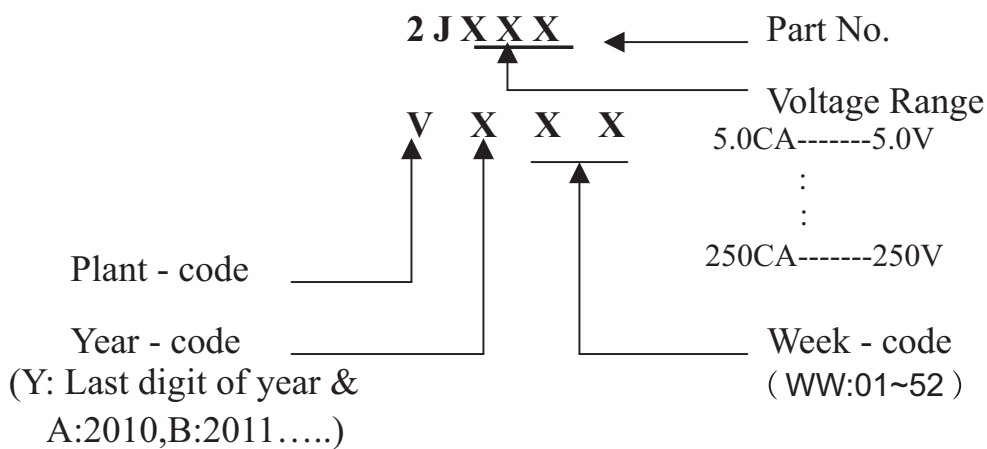 2 J X X X Part No.
Voltage Range
V X X X
5.0CA-------5.0V
:
:
250CA-------250V
Plant - code
Year - code
(Y: Last digit of year &
A:2010,B:2011…..)
Week - code
（WW:01~52）